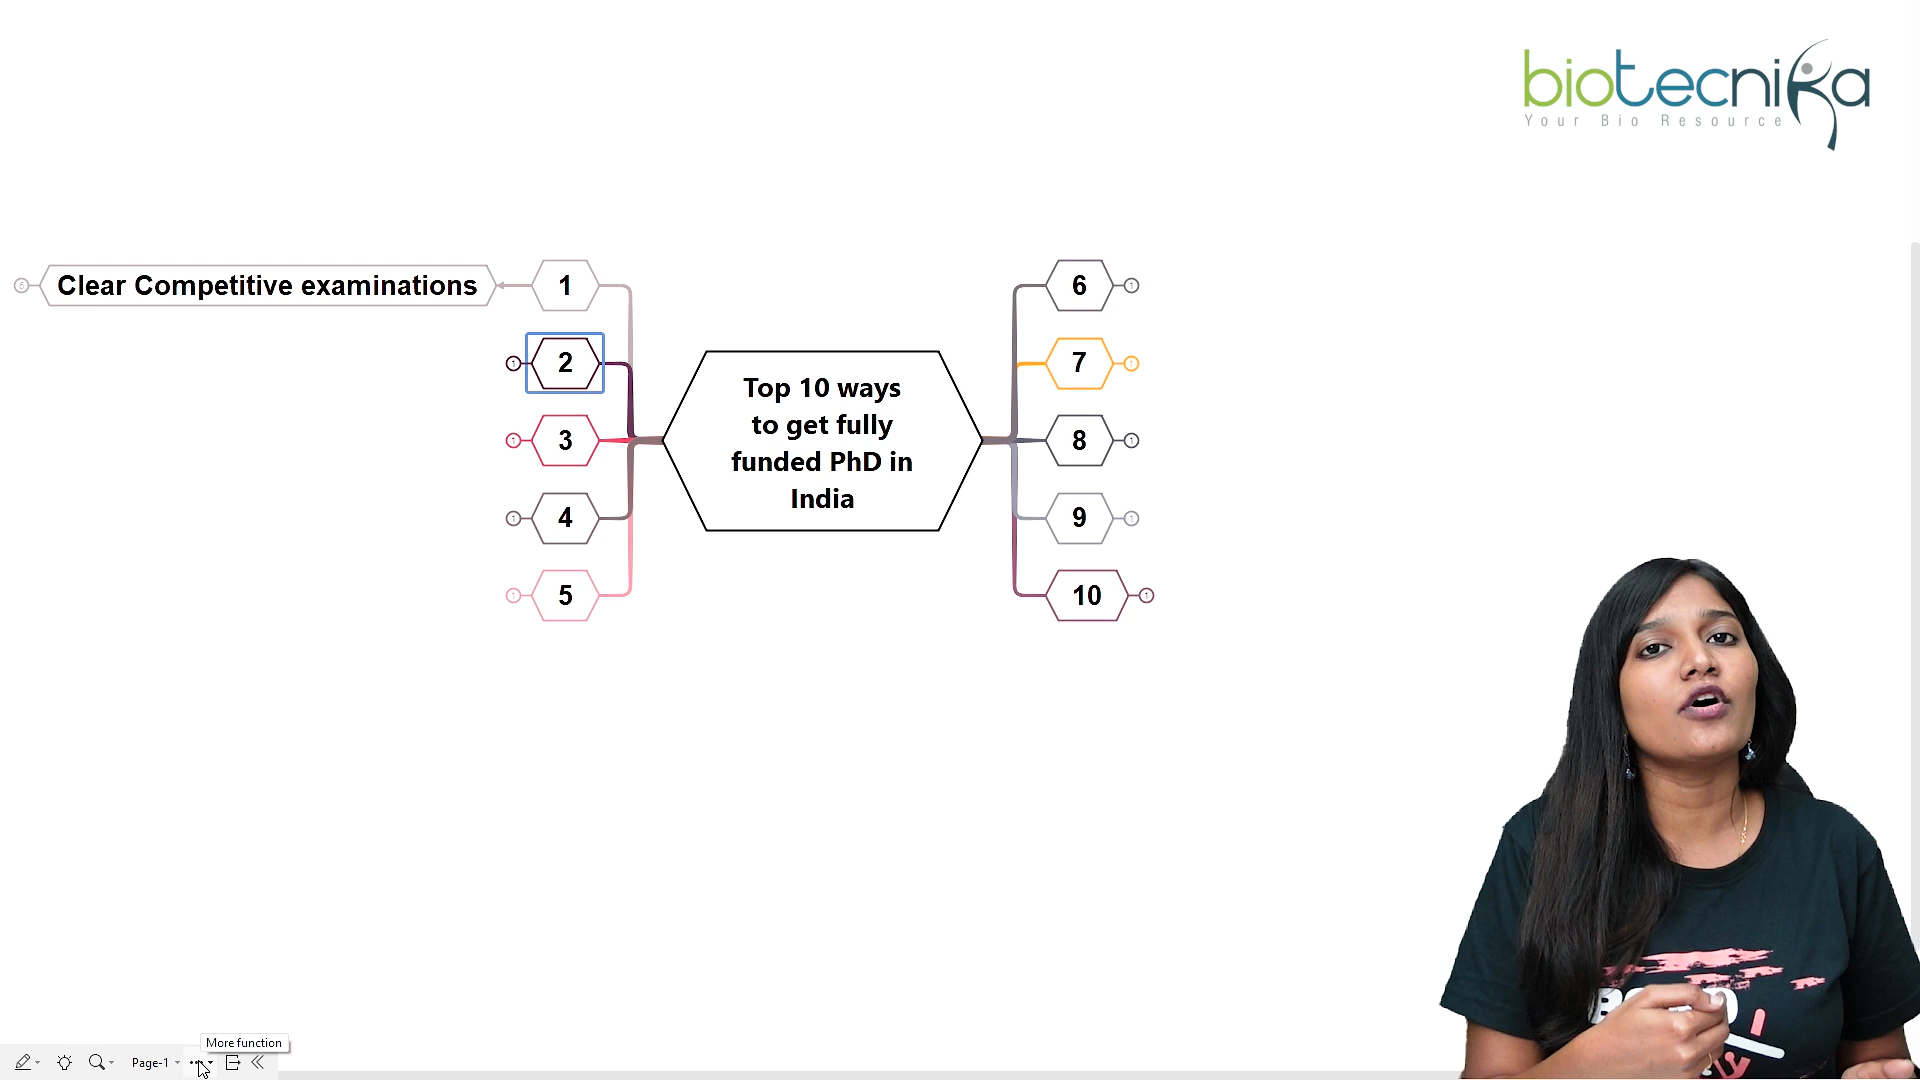 biotecnika
Your Bio Resource
Clear Competitive examinations
1
2
3
4
5
Top 10 ways
to get fully
funded PhD in
India
6
7
8
9
10
More function
Page-1